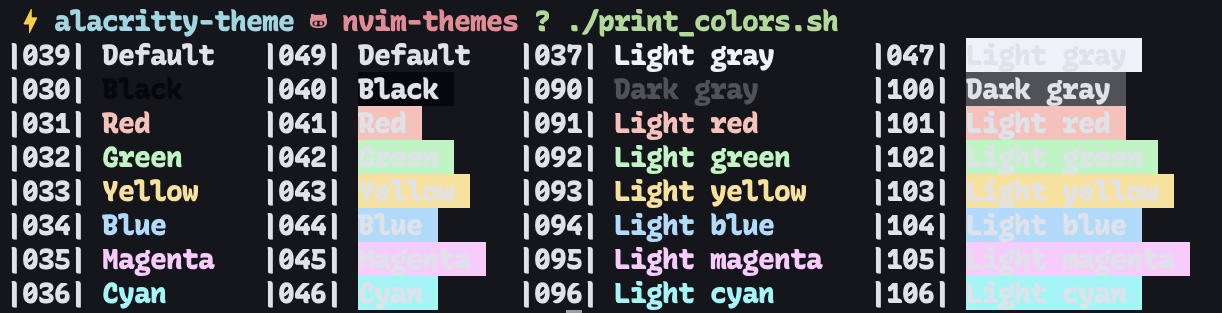 alacritty-theme nvim-themes ? ./print_colors.sh
|039| Default |049| Default |037| Light gray |047| Light gray
|030| Black |040| Black |090| Dark gray |100| Dark gray
|031| Red |041| Red |091| Light red |101| Light red
|032| Green |042| Green |092| Light green |102| Light green
|033| Yellow |043| Yellow |093| Light yellow |103| Light yellow
|034| Blue |044| Blue |094| Light blue |104| Light blue
|035| Magenta |045| Magenta |095| Light magenta |105| Light magenta
|036| Cyan |046| Cyan |096| Light cyan |106| Light cyan